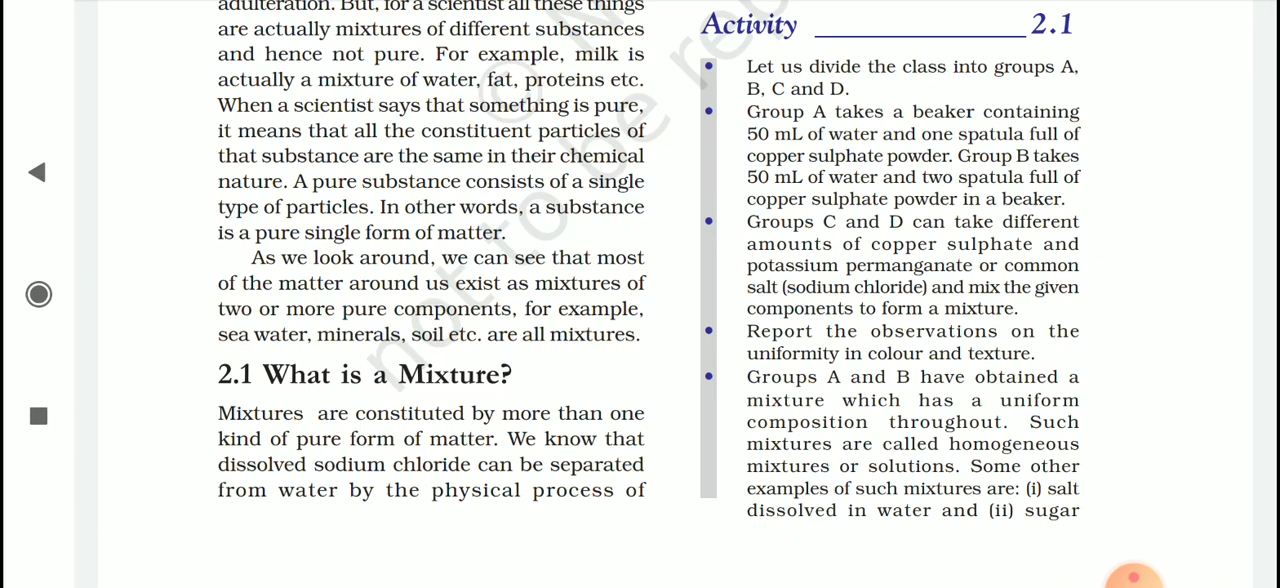 adulteration. But, for a scientist all these things
are actually mixtures of different substances
and hence not pure. For example, milk is
actually a mixture of water, fat, proteins etc.
When a scientist says that something is pure,
it means that all the constituent particles of
that substance are the same in their chemical
nature. A pure substance consists of a single
type of particles. In other words, a substance
is a pure single form of matter.
As we look around, we can see that most
of the matter around us exist as mixtures of
two or more pure components, for example,
sea water, minerals, soil etc. are all mixtures.
2.1 What is a Mixture?
Mixtures are constituted by more than one
kind of pure form of matter. We know that
dissolved sodium chloride can be separated
from water by the physical process of
Activity 2.1
• Let us divide the class into groups A,
B, C and D.
• Group A takes a beaker containing
50 mL of water and one spatula full of
copper sulphate powder. Group B takes
50 mL of water and two spatula full of
copper sulphate powder in a beaker.
• Groups C and D can take different
amounts of copper sulphate and
potassium permanganate or common
salt (sodium chloride) and mix the given
components to form a mixture.
• Report the observations on the
uniformity in colour and texture.
• Groups A and B have obtained a
mixture which has a uniform
composition throughout. Such
mixtures are called homogeneous
mixtures or solutions. Some other
examples of such mixtures are: (i) salt
dissolved in water and (ii) sugar
© N
not to be rep